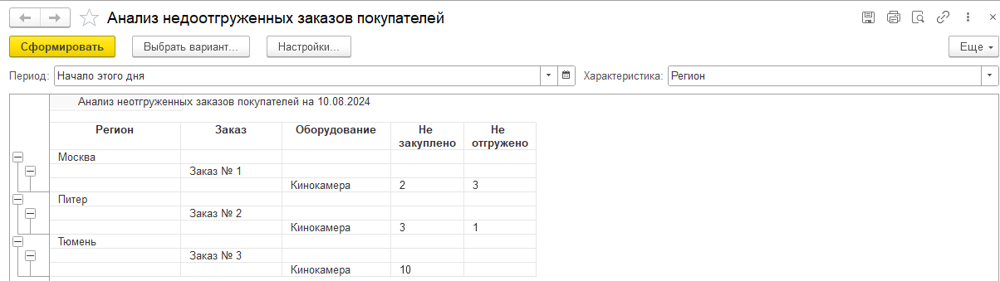 Анализ недоотгруженных заказов покупателей
Сформировать Выбрать вариант... Настройки... Еще
Период: Начало этого дня Характеристика: Регион
Анализ неотгруженных заказов покупателей на 10.08.2024
Регион Заказ Оборудование Не закуплено Не отгружено
Москва
Заказ № 1
Кинокамера 2 3
Питер
Заказ № 2
Кинокамера 3 1
Тюмень
Заказ № 3
Кинокамера 10